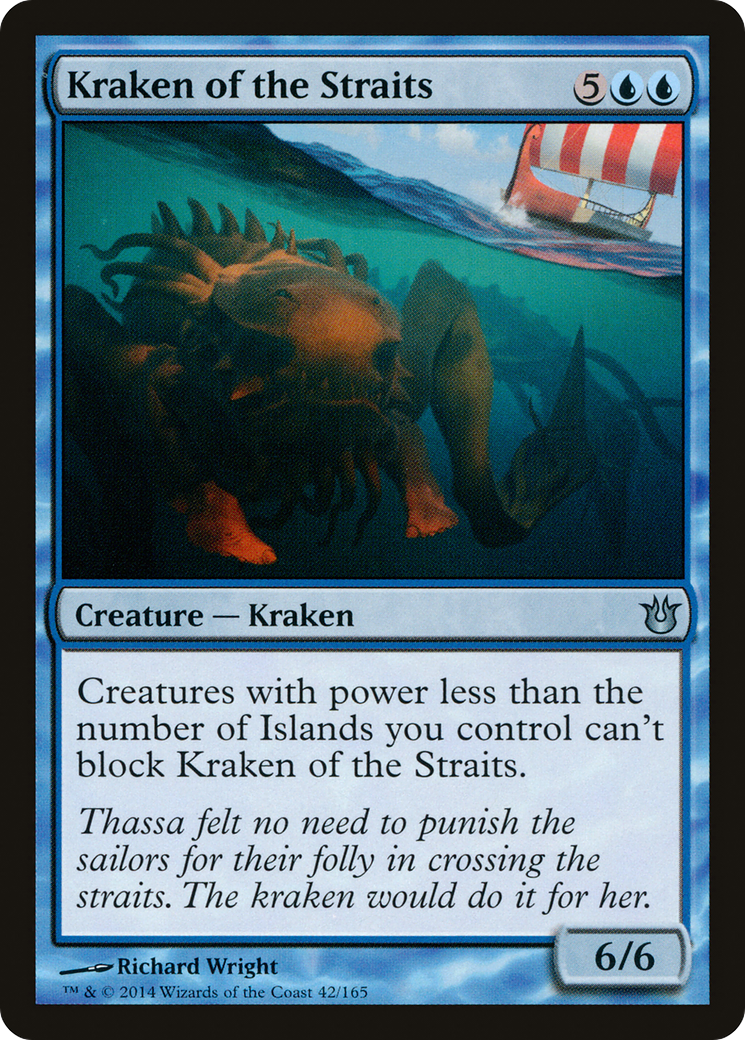 Kraken of the Straits 5
Creature — Kraken
Creatures with power less than the
number of Islands you control can't
block Kraken of the Straits.
Thassa felt no need to punish the
sailors for their folly in crossing the
straits. The kraken would do it for her.
6/6
Richard Wright
™ & © 2014 Wizards of the Coast 42/165